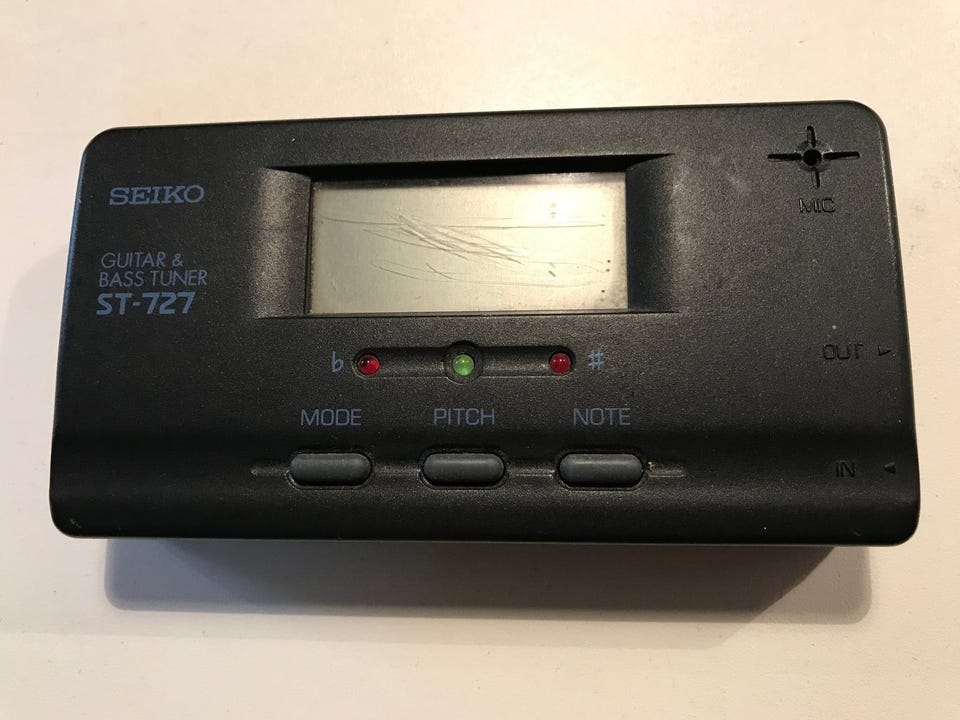 SEIKO
GUITAR &
BASS TUNER
ST-727
MIC
OUT
♭ ♯
MODE PITCH NOTE
IN